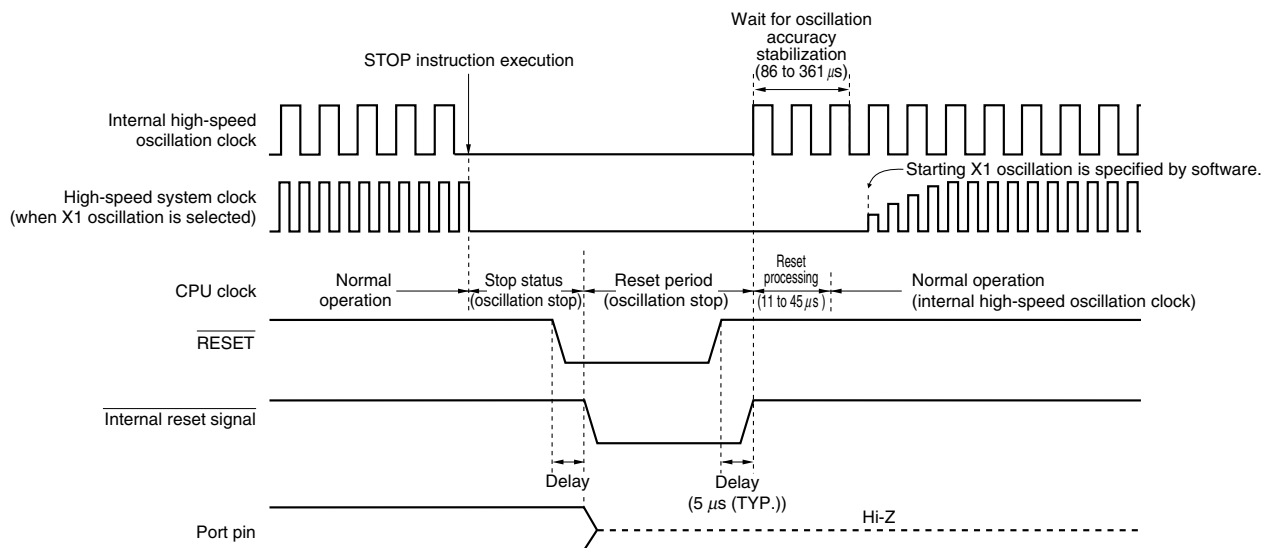 Wait for oscillation
accuracy
stabilization
(86 to 361 μs)
STOP instruction execution
Internal high-speed
oscillation clock
Starting X1 oscillation is specified by software.
High-speed system clock
(when X1 oscillation is selected)
CPU clock
Normal
operation
Stop status
(oscillation stop)
Reset period
(oscillation stop)
Reset
processing
(11 to 45 μs)
Normal operation
(internal high-speed oscillation clock)
RESET
Internal reset signal
Delay
Delay
(5 μs (TYP.))
Port pin
Hi-Z